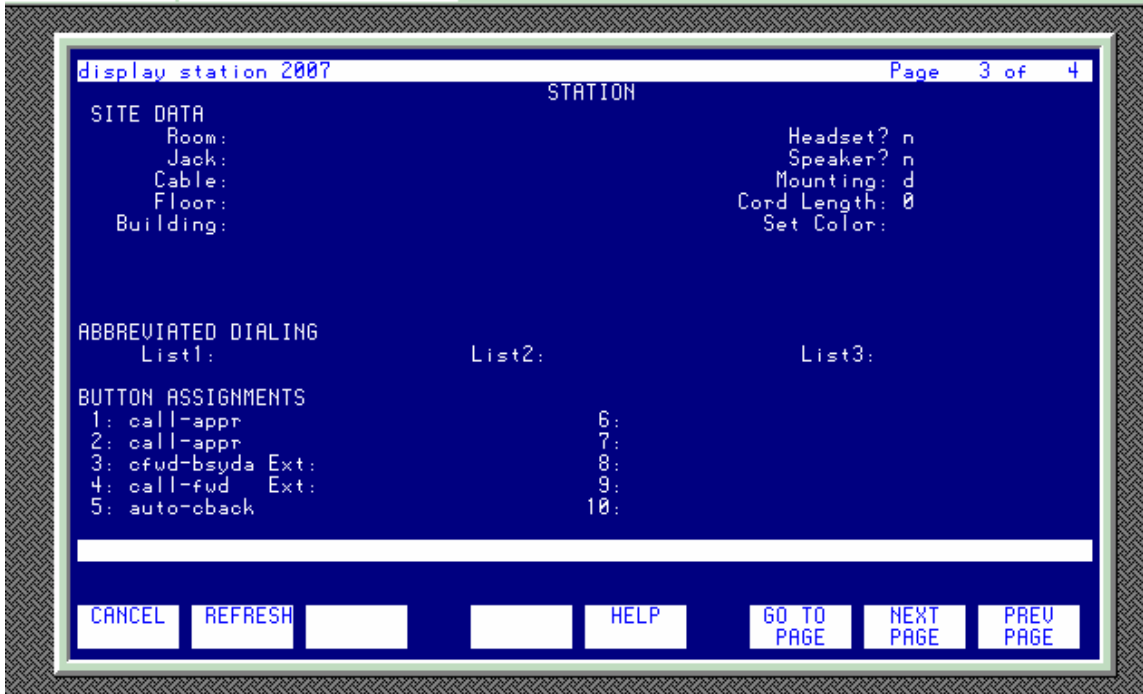 display station 2007 Page 3 of 4
STATION
SITE DATA
Room: Headset? n
Jack: Speaker? n
Cable: Mounting: d
Floor: Cord Length: 0
Building: Set Color:
ABBREVIATED DIALING
List1: List2: List3:
BUTTON ASSIGNMENTS
1: call-appr 6:
2: call-appr 7:
3: cfwd-bsyda Ext: 8:
4: call-fwd Ext: 9:
5: auto-cback 10:
CANCEL REFRESH HELP GO TO PAGE NEXT PAGE PREV PAGE